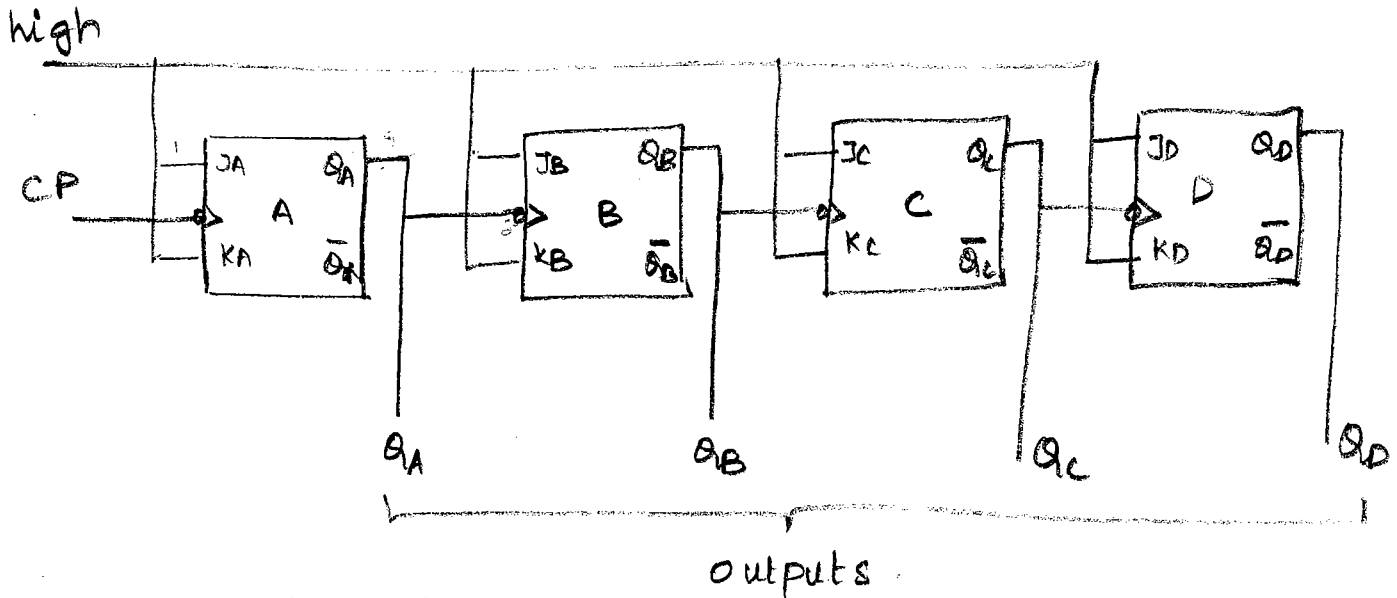 high
CP
JA QA
A
KA Q̅A
JB QB
B
KB Q̅B
JC QC
C
KC Q̅C
JD QD
D
KD Q̅D
QA QB QC QD
outputs